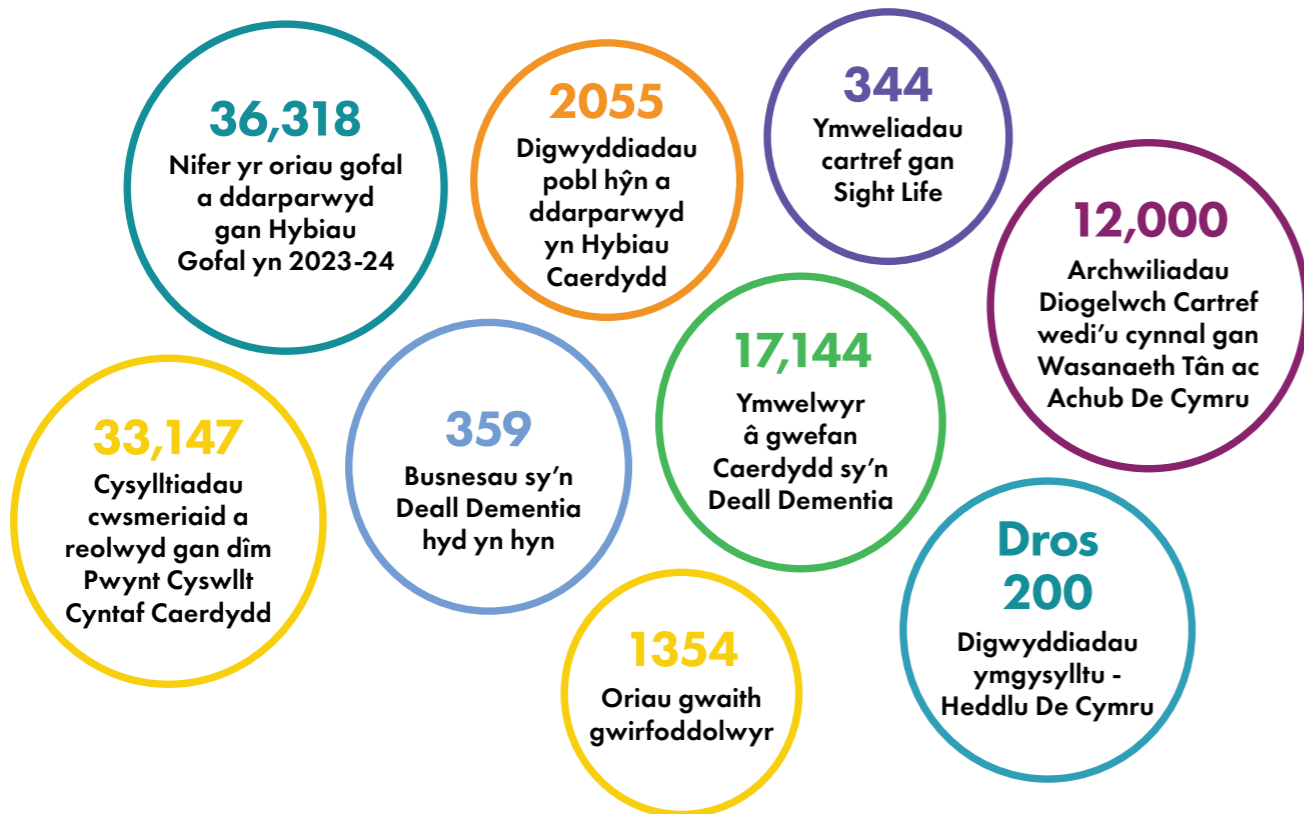 36,318
Nifer yr oriau gofal
a ddarparwyd
gan Hybiau
Gofal yn 2023-24
2055
Digwyddiadau
pobl hŷn a
ddarparwyd
yn Hybiau
Caerdydd
344
Ymweliadau
cartref gan
Sight Life
12,000
Archwiliadau
Diogelwch Cartref
wedi’u cynnal gan
Wasanaeth Tân ac
Achub De Cymru
33,147
Cysylltiadau
cwsmeriaid a
reolwyd gan dîm
Pwynt Cyswllt
Cyntaf Caerdydd
359
Busnesau sy’n
Deall Dementia
hyd yn hyn
17,144
Ymwelwyr
â gwefan
Caerdydd sy’n
Deall Dementia
1354
Oriau gwaith
gwirfoddolwyr
Dros
200
Digwyddiadau
ymgysylltu -
Heddlu De Cymru